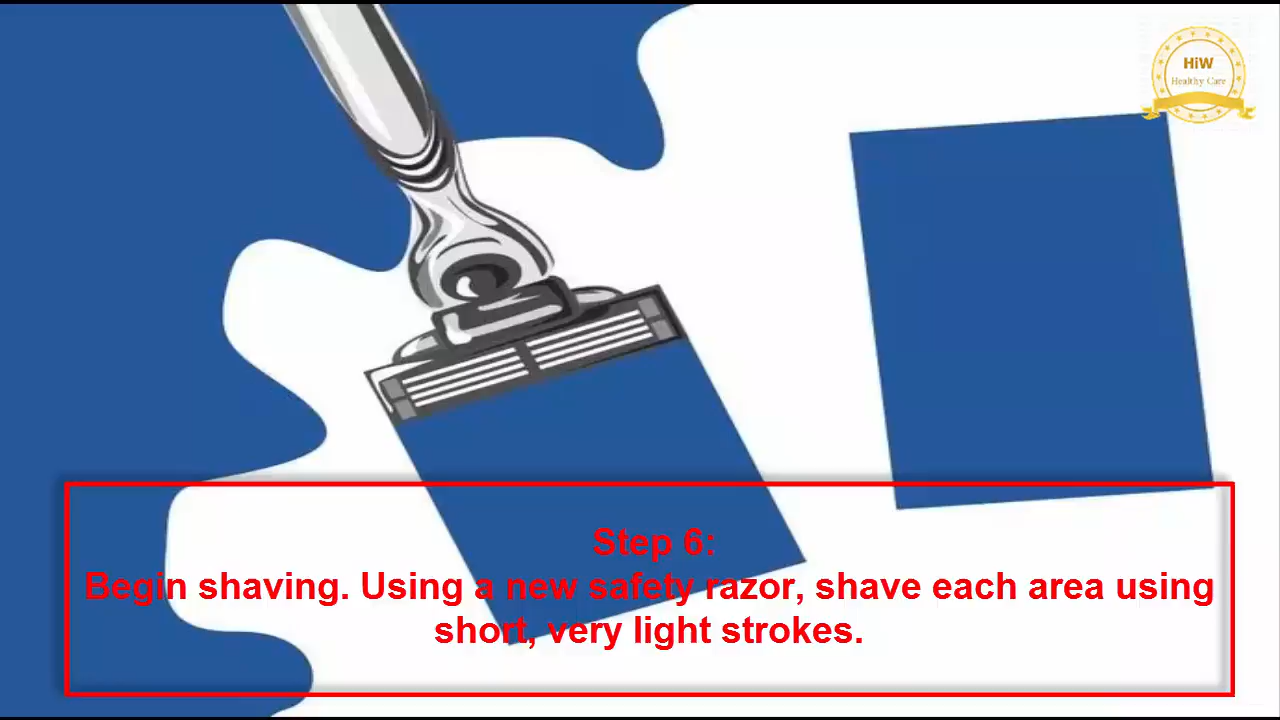 HiW
Healthy Care
Step 6:
Begin shaving. Using a new safety razor, shave each area using
short, very light strokes.